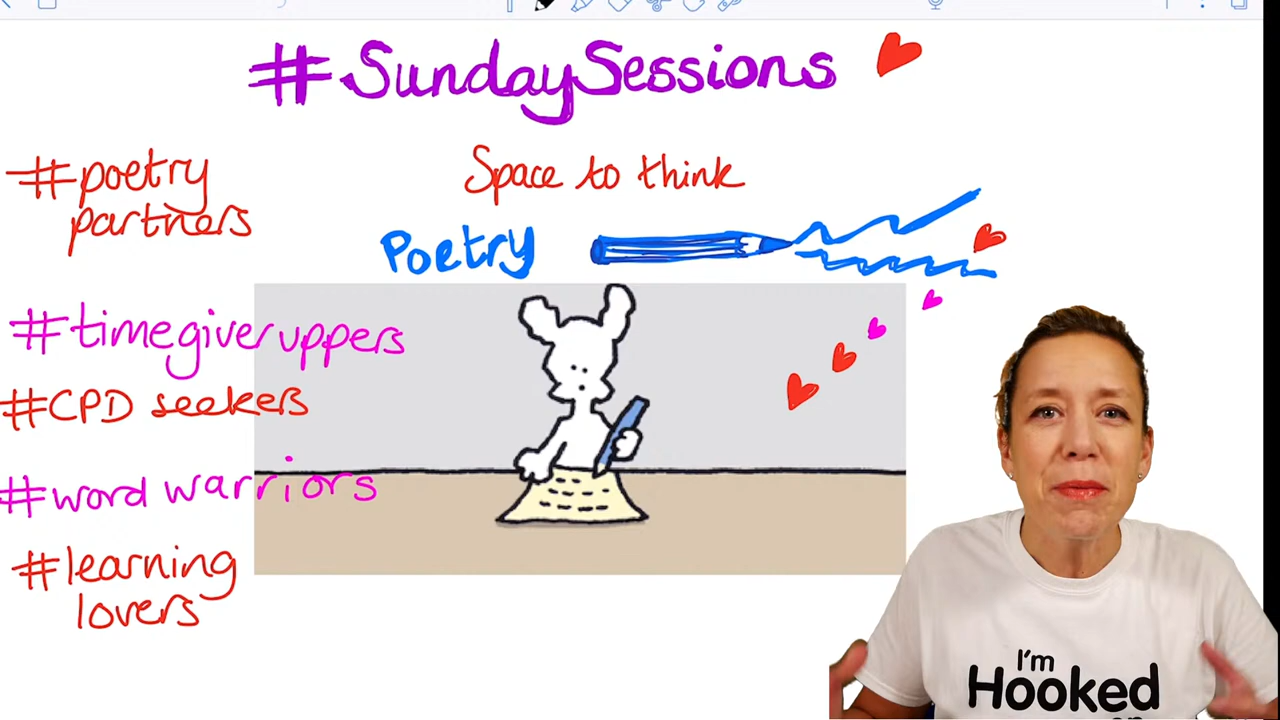 #SundaySessions
Space to think
Poetry
#poetry
partners
#timegiveruppers
#CPD seekers
#word warriors
#learning
lovers
I'm
Hooked